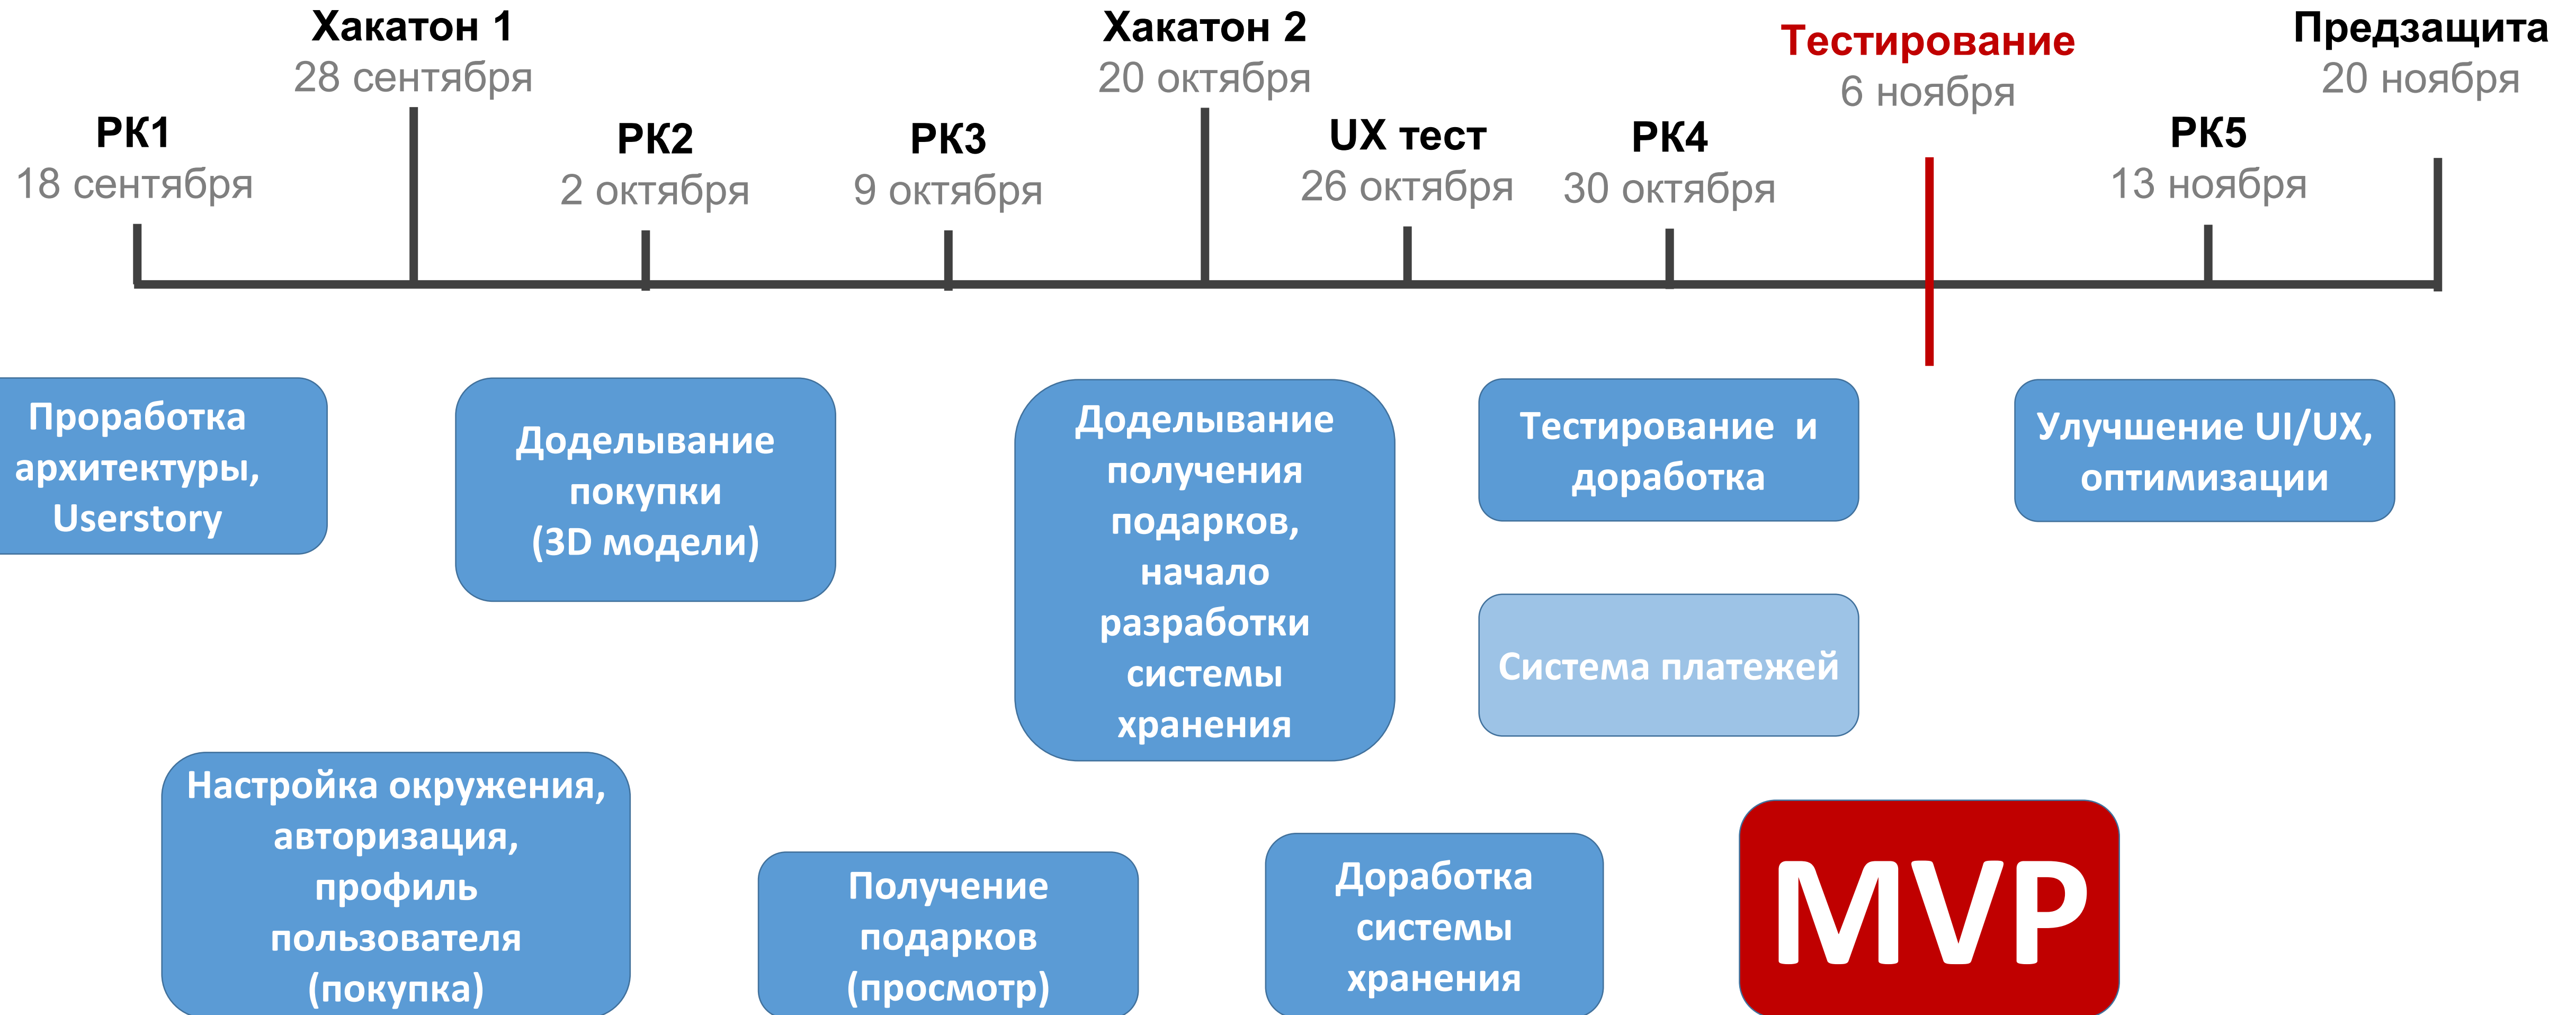 Хакатон 1
28 сентября
Хакатон 2
20 октября
Тестирование
6 ноября
Предзащита
20 ноября
РК1
18 сентября
РК2
2 октября
РК3
9 октября
UX тест
26 октября
РК4
30 октября
РК5
13 ноября
Проработка
архитектуры,
Userstory
Доделывание
покупки
(3D модели)
Доделывание
получения
подарков,
начало
разработки
системы
хранения
Тестирование  и
доработка
Улучшение UI/UX,
оптимизации
Система платежей
Настройка окружения,
авторизация,
профиль
пользователя
(покупка)
Получение
подарков
(просмотр)
Доработка
системы
хранения
MVP